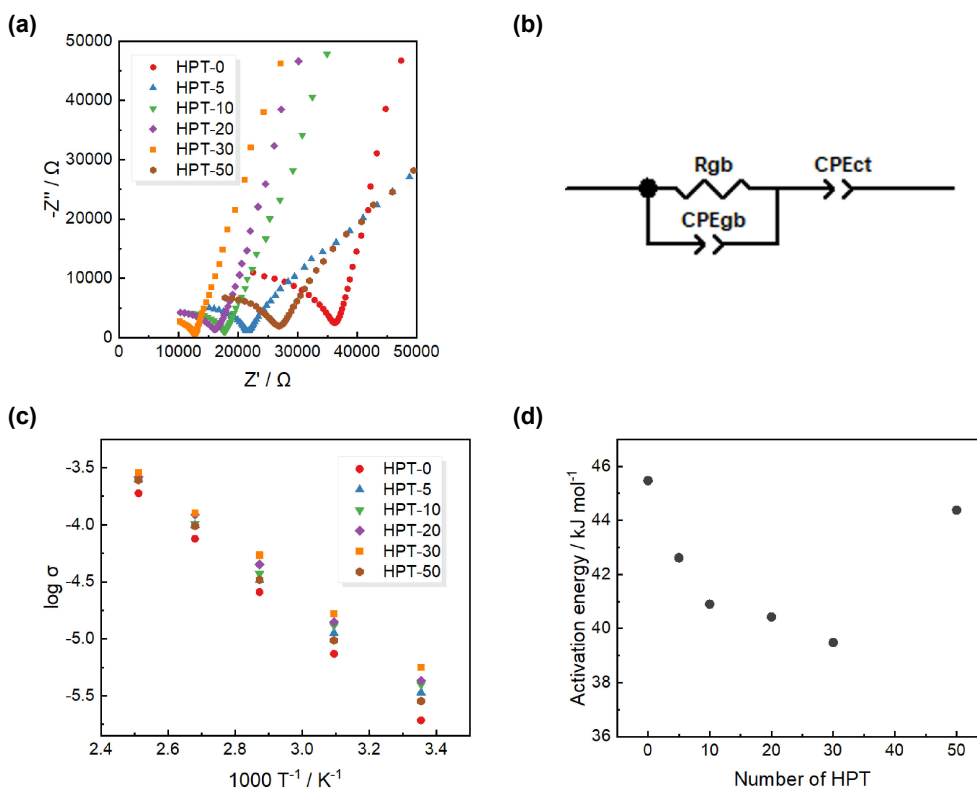 (a)
50000
40000
30000
20000
10000
0
-Z'' / Ω
HPT-0
HPT-5
HPT-10
HPT-20
HPT-30
HPT-50
0 10000 20000 30000 40000 50000
Z' / Ω
(b)
Rgb
CPEgb
CPEct
(c)
-3.5
-4.0
-4.5
-5.0
-5.5
log σ
HPT-0
HPT-5
HPT-10
HPT-20
HPT-30
HPT-50
2.4 2.6 2.8 3.0 3.2 3.4
1000 T⁻¹ / K⁻¹
(d)
46
44
42
40
38
36
Activation energy / kJ mol⁻¹
0 10 20 30 40 50
Number of HPT